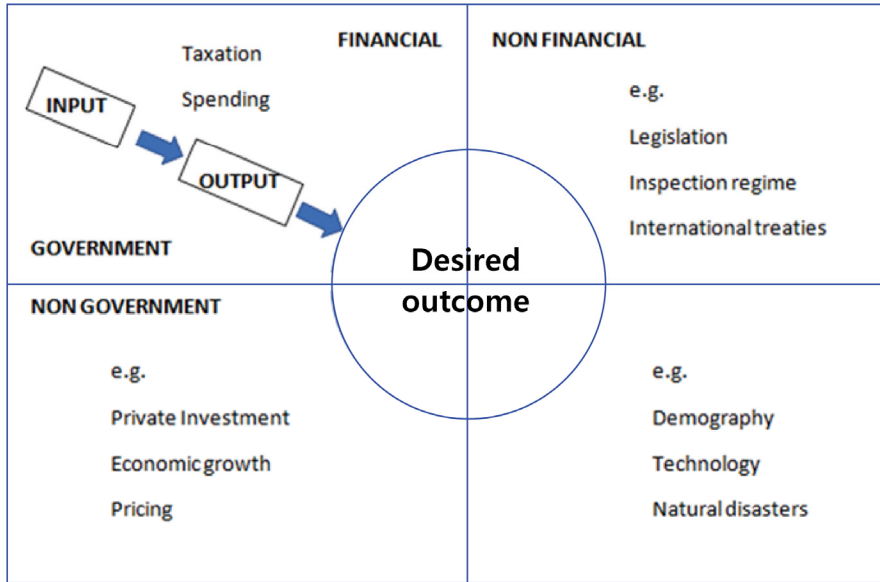 FINANCIAL
Taxation
Spending
INPUT
OUTPUT
GOVERNMENT
NON FINANCIAL
e.g.
Legislation
Inspection regime
International treaties
Desired
outcome
NON GOVERNMENT
e.g.
Private Investment
Economic growth
Pricing
e.g.
Demography
Technology
Natural disasters